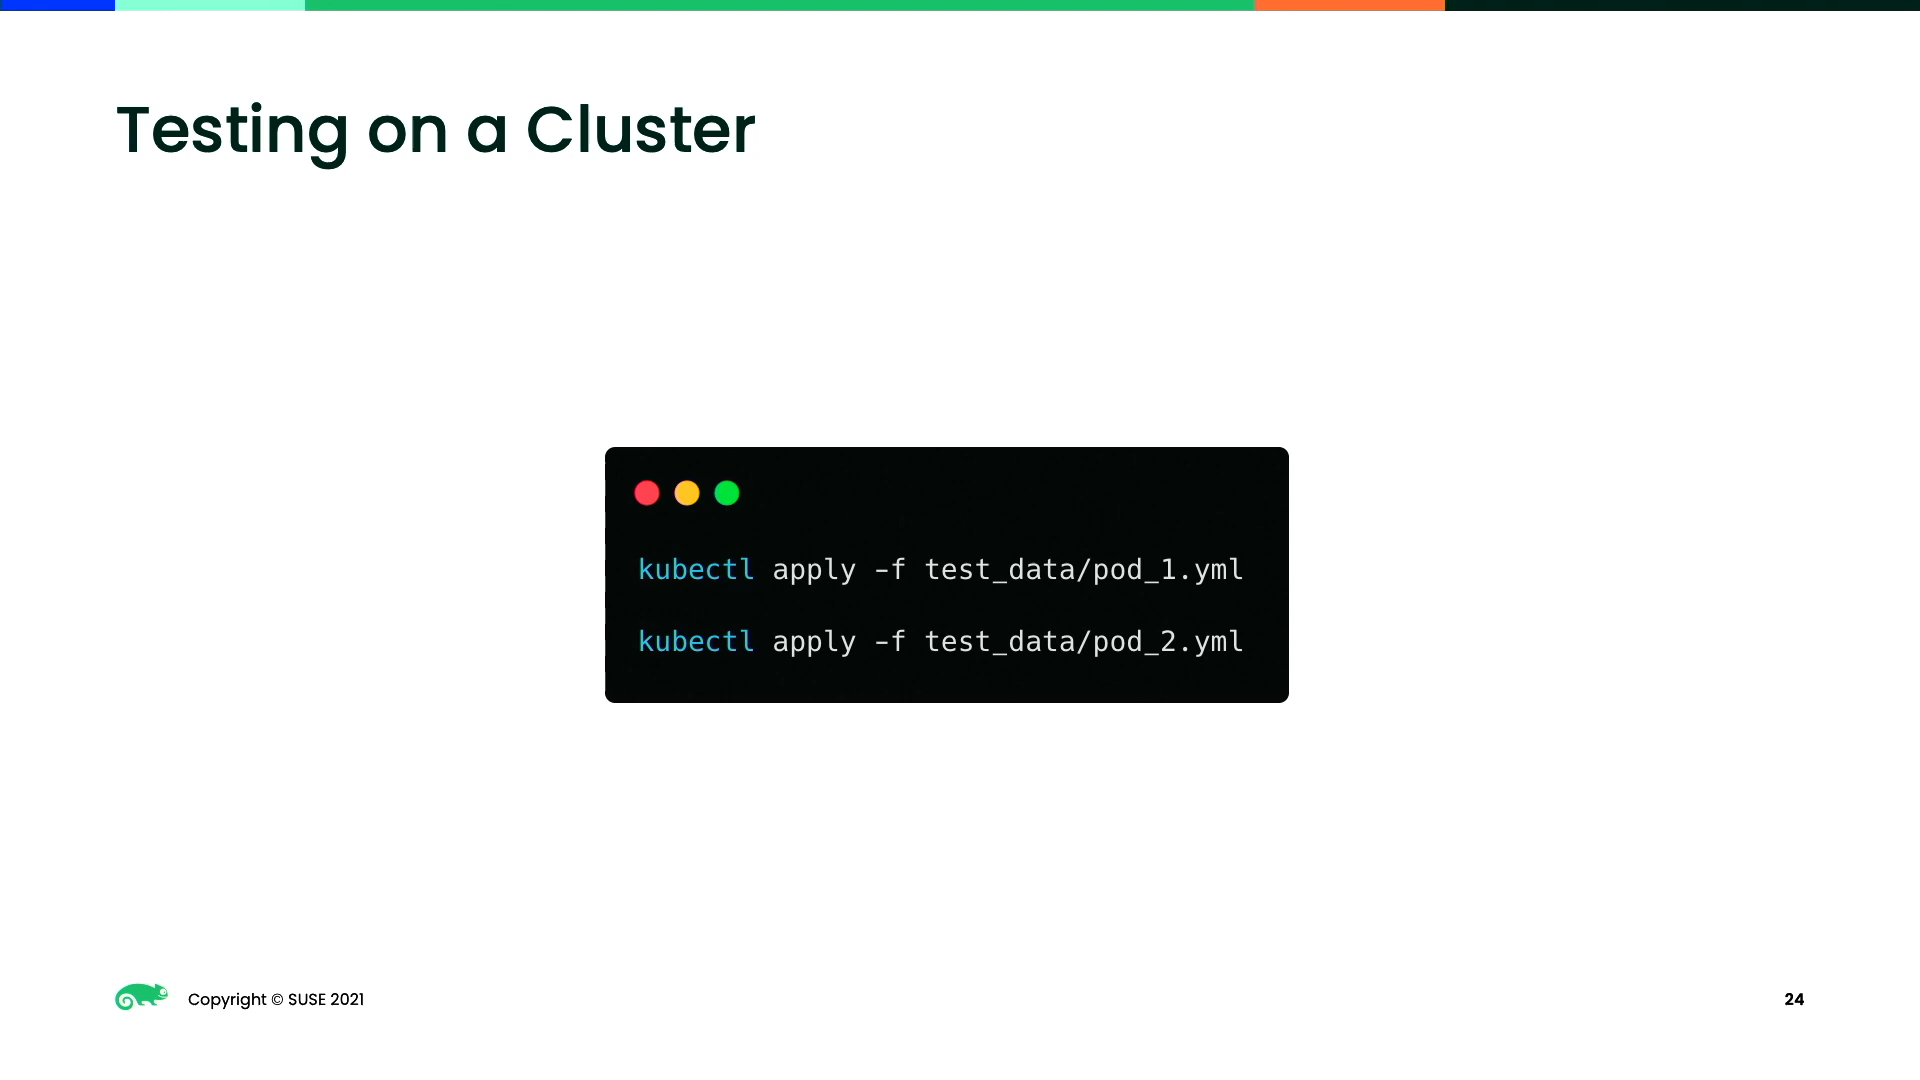 Testing on a Cluster
kubectl apply -f test_data/pod_1.yml
kubectl apply -f test_data/pod_2.yml
Copyright © SUSE 2021
24